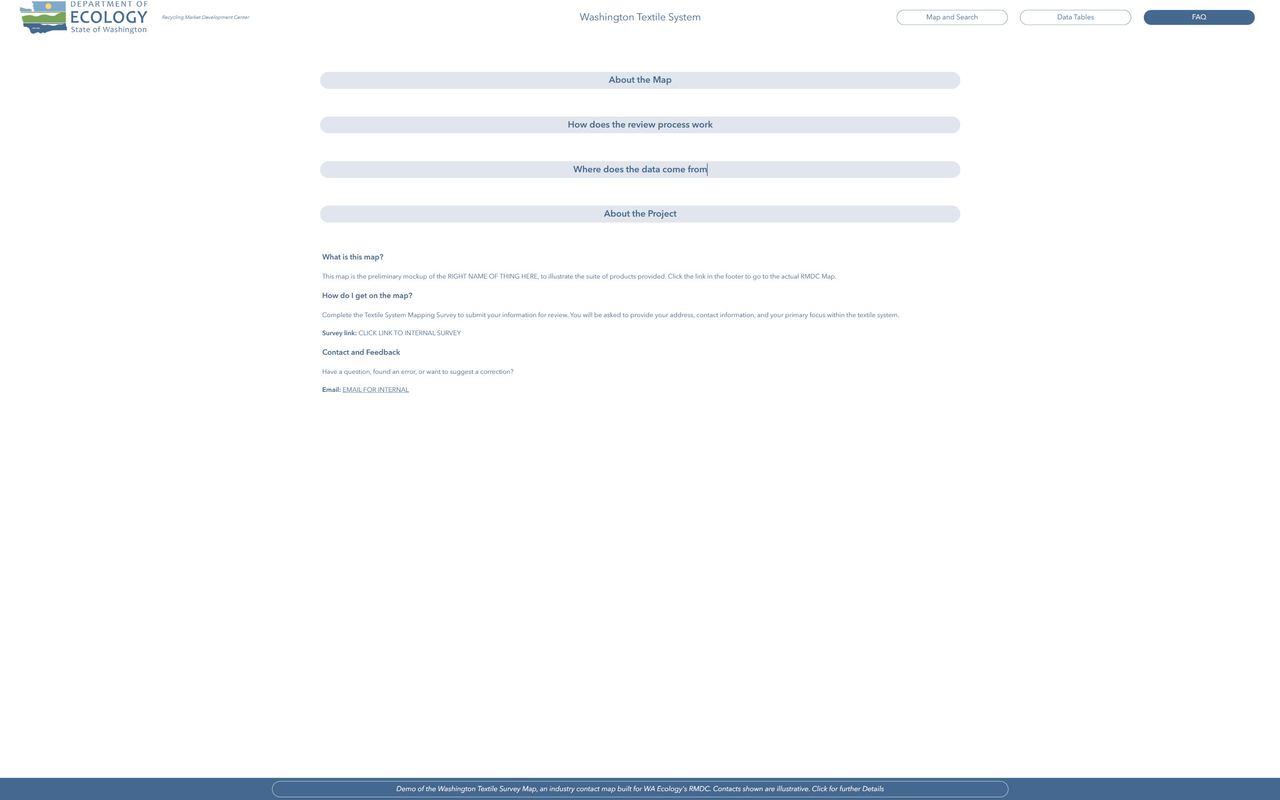 DEPARTMENT OF
ECOLOGY
State of Washington
Recycling Market Development Center
Washington Textile System
Map and Search
Data Tables
FAQ
About the Map
How does the review process work
Where does the data come from
About the Project
What is this map?
This map is the preliminary mockup of the RIGHT NAME OF THING HERE, to illustrate the suite of products provided. Click the link in the footer to go to the actual RMDC Map.
How do I get on the map?
Complete the Textile System Mapping Survey to submit your information for review. You will be asked to provide your address, contact information, and your primary focus within the textile system.
Survey link: CLICK LINK TO INTERNAL SURVEY
Contact and Feedback
Have a question, found an error, or want to suggest a correction?
Email: EMAIL FOR INTERNAL
Demo of the Washington Textile Survey Map, an industry contact map built for WA Ecology's RMDC. Contacts shown are illustrative. Click for further Details